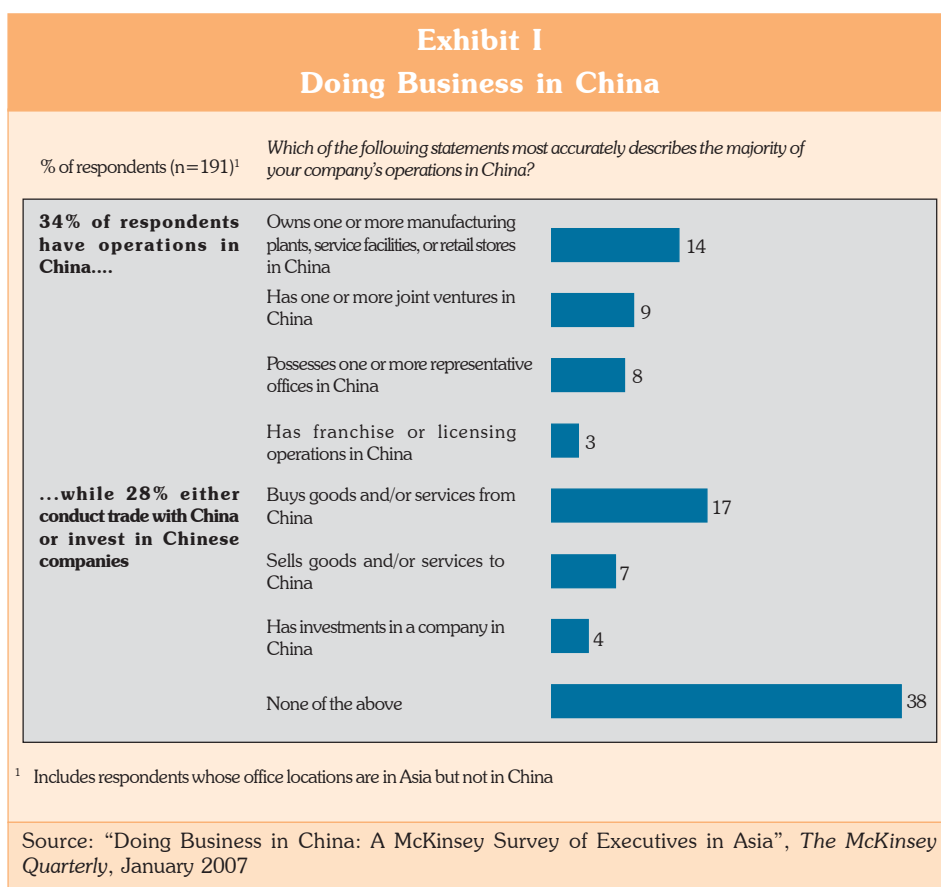 Exhibit I
Doing Business in China
% of respondents (n=191)¹
Which of the following statements most accurately describes the majority of
your company's operations in China?
34% of respondents
have operations in
China....
Owns one or more manufacturing
plants, service facilities, or retail stores
in China
14
Has one or more joint ventures in
China
9
Possesses one or more representative
offices in China
8
Has franchise or licensing
operations in China
3
...while 28% either
conduct trade with China
or invest in Chinese
companies
Buys goods and/or services from
China
17
Sells goods and/or services to
China
7
Has investments in a company in
China
4
None of the above
38
¹ Includes respondents whose office locations are in Asia but not in China
Source: "Doing Business in China: A McKinsey Survey of Executives in Asia", The McKinsey
Quarterly, January 2007